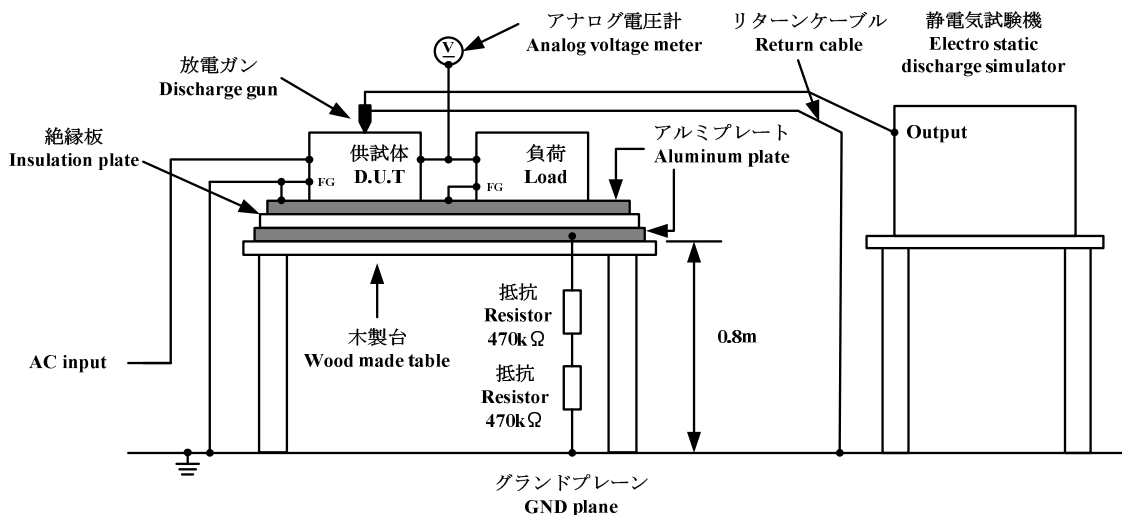 アナログ電圧計
Analog voltage meter
リターンケーブル
Return cable
静電気試験機
Electro static
discharge simulator
V
放電ガン
Discharge gun
絶縁板
Insulation plate
供試体
D.U.T
FG
負荷
Load
FG
アルミプレート
Aluminum plate
Output
木製台
Wood made table
抵抗
Resistor
470kΩ
抵抗
Resistor
470kΩ
0.8m
AC input
グランドプレーン
GND plane